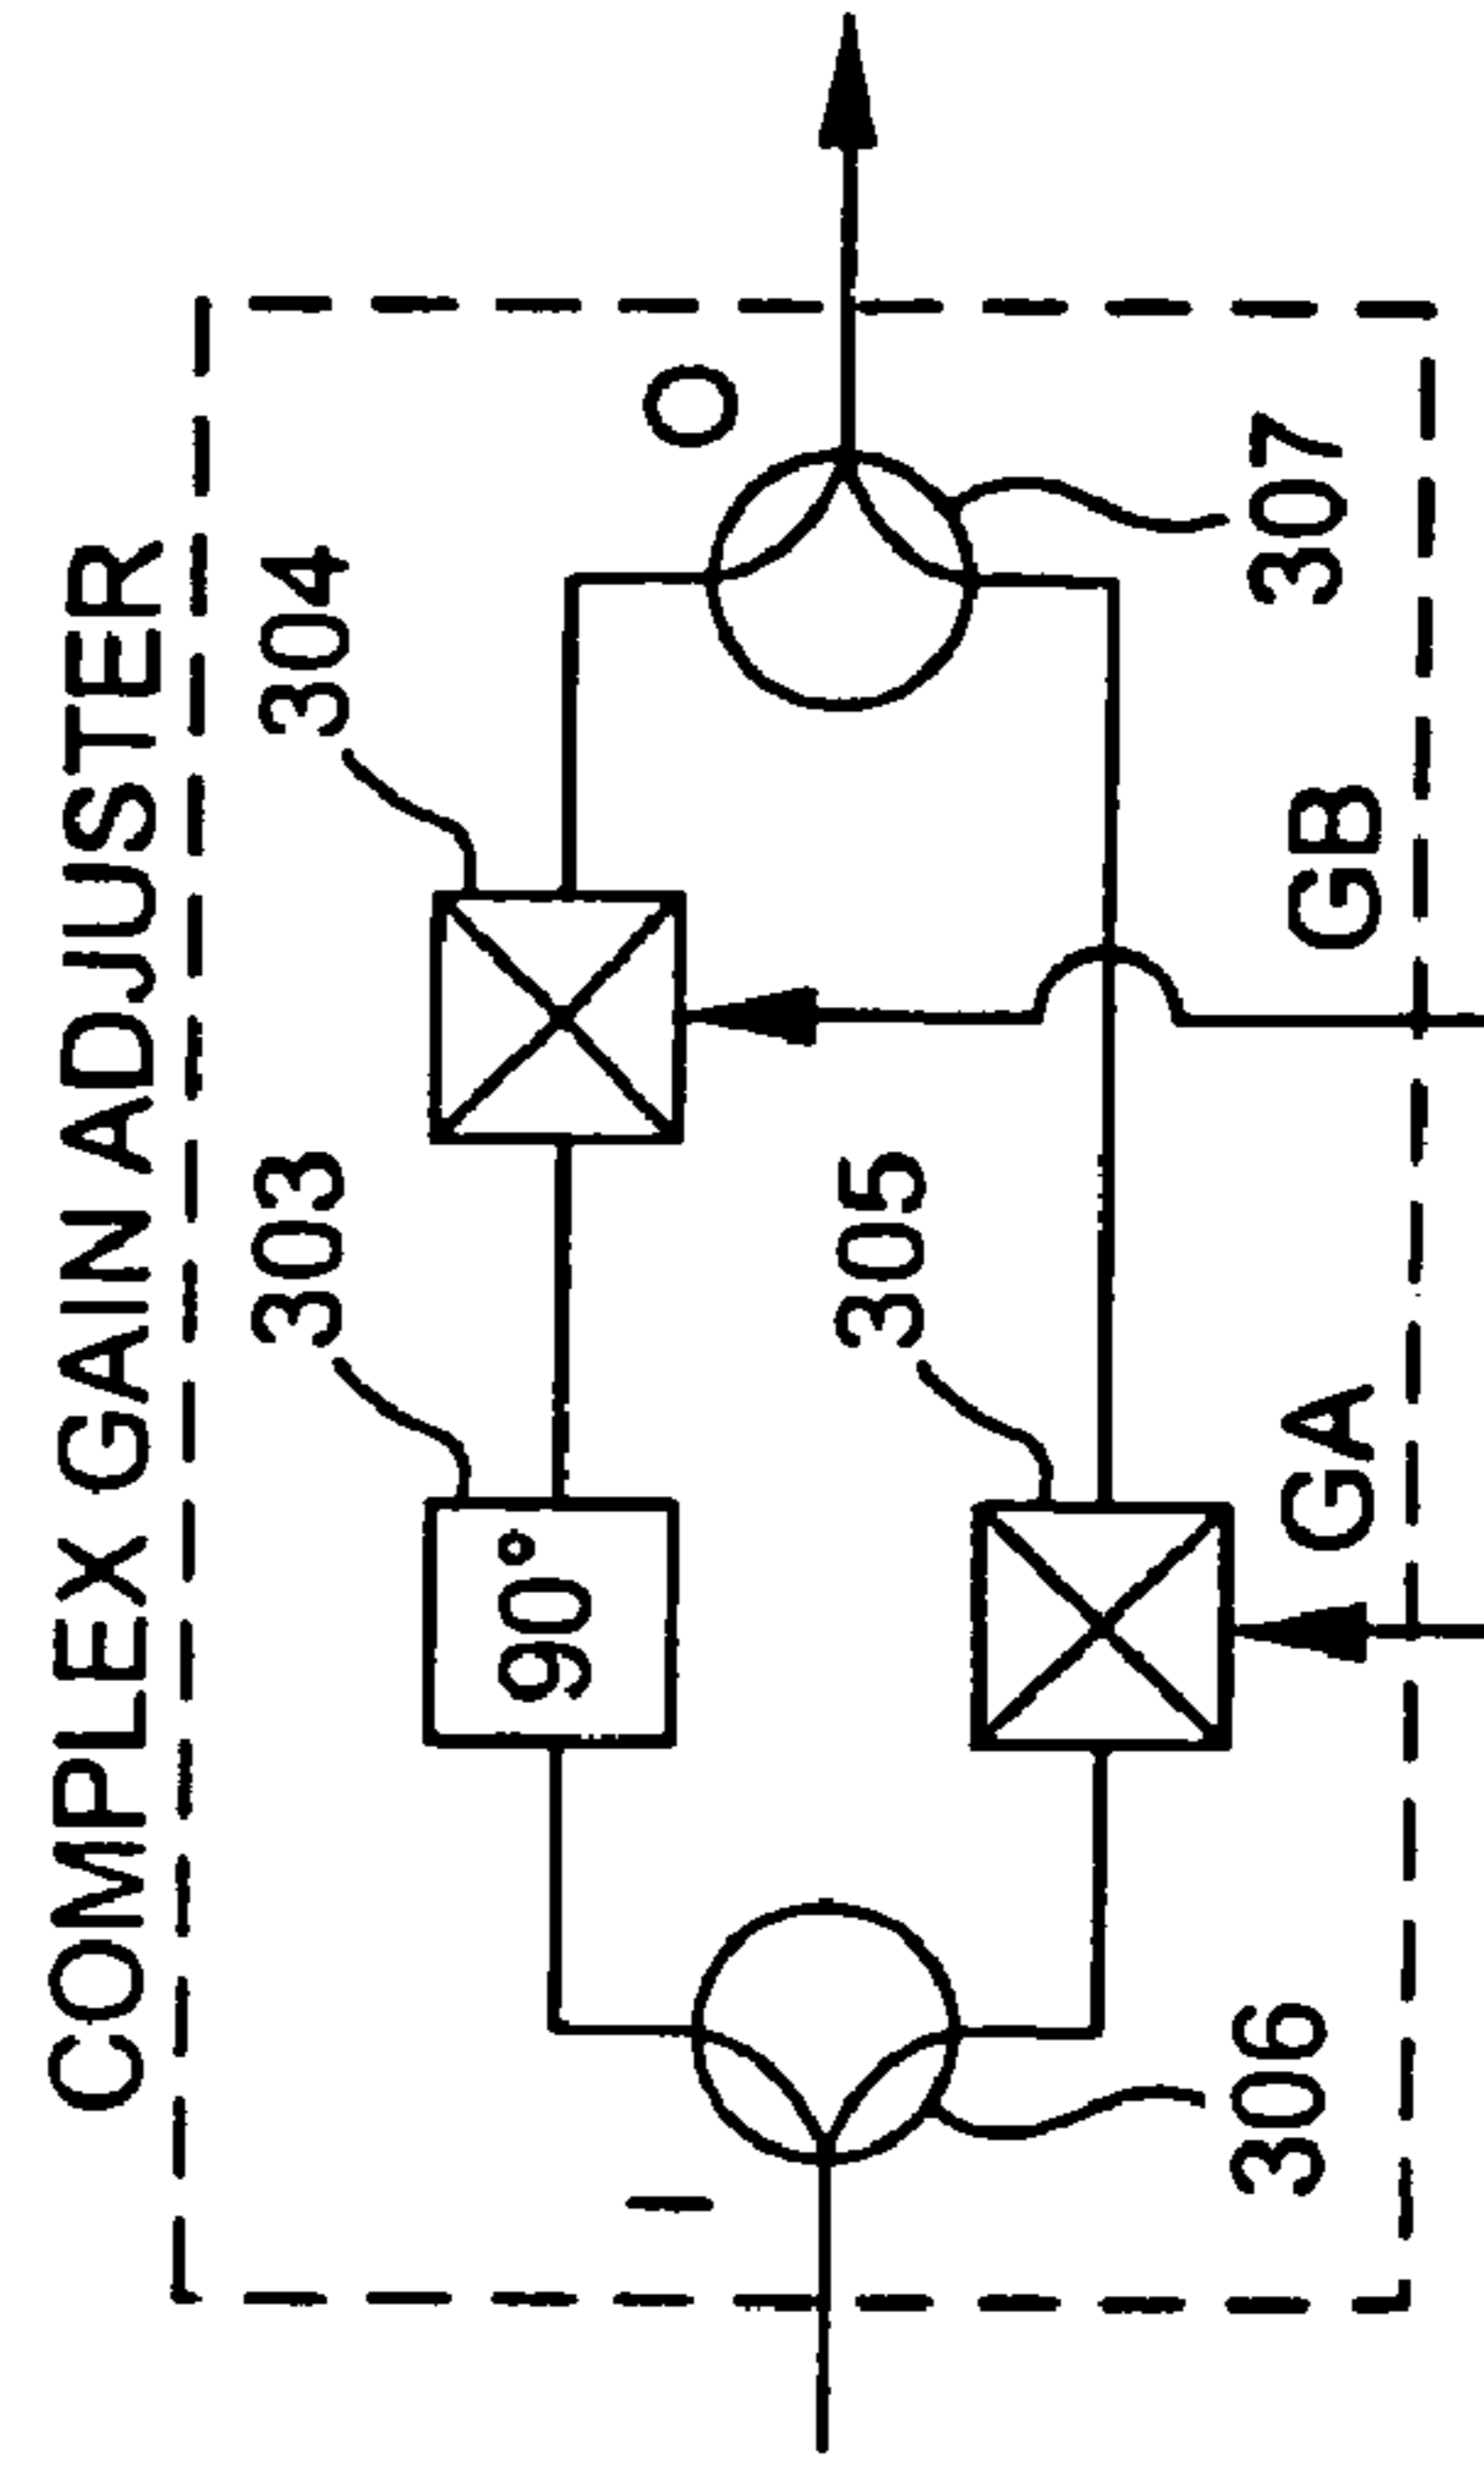 COMPLEX GAIN ADJUSTER
303
304
90°
I
O
305
306
GA
GB
307